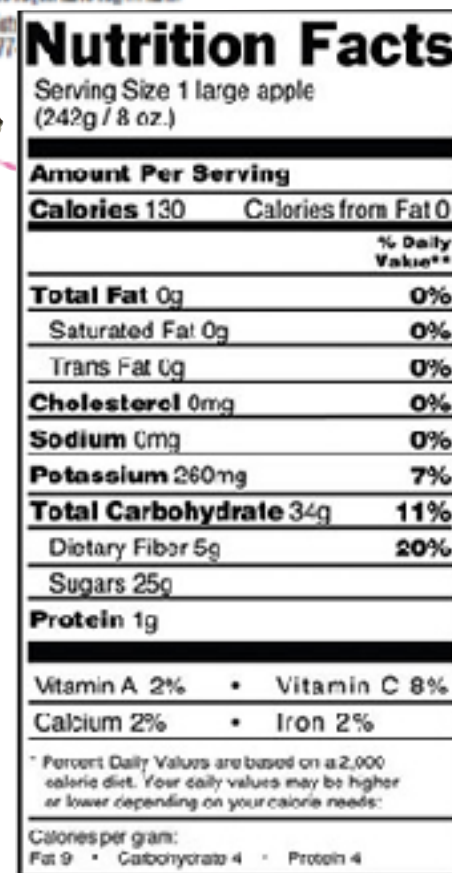 Nutrition Facts
Serving Size 1 large apple
(242g / 8 oz.)
Amount Per Serving
Calories 130 Calories from Fat 0
% Daily
Value**
Total Fat 0g 0%
Saturated Fat 0g 0%
Trans Fat 0g 0%
Cholesterol 0mg 0%
Sodium 0mg 0%
Potassium 260mg 7%
Total Carbohydrate 34g 11%
Dietary Fiber 5g 20%
Sugars 25g
Protein 1g
Vitamin A 2% • Vitamin C 8%
Calcium 2% • Iron 2%
* Percent Daily Values are based on a 2,000
calorie diet. Your daily values may be higher
or lower depending on your calorie needs:
Calories per gram:
Fat 9 • Carbohydrate 4 • Protein 4